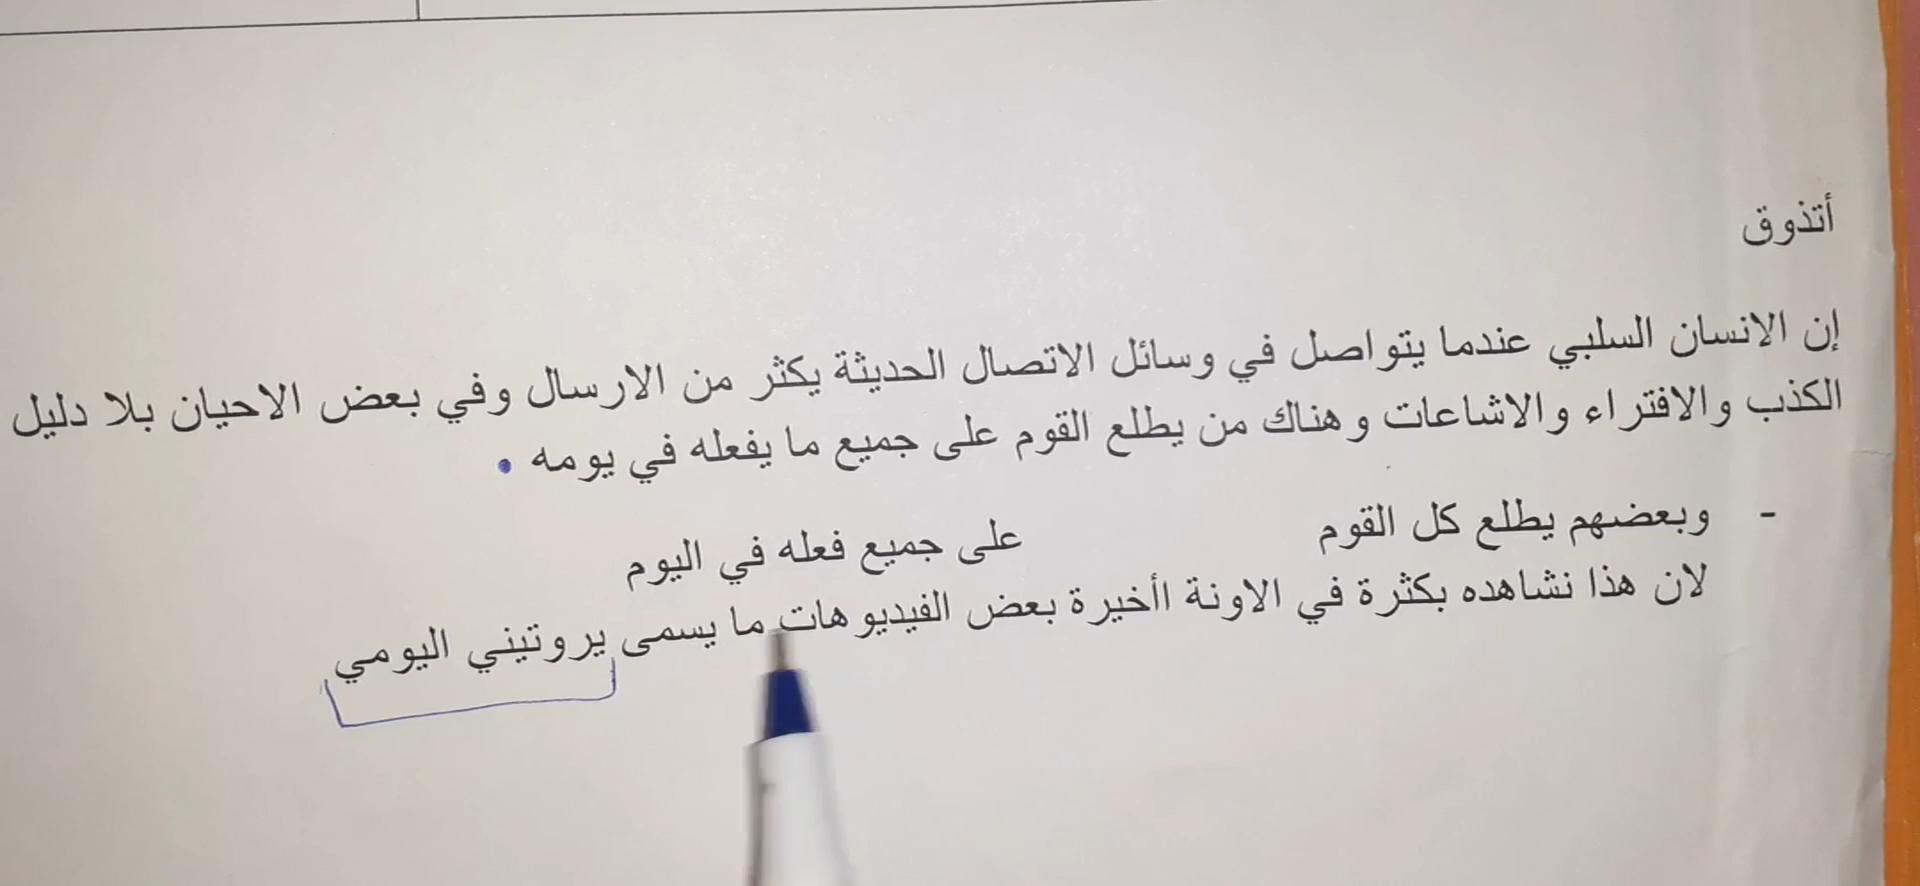 أتذوق
إن الانسان السلبي عندما يتواصل في وسائل الاتصال الحديثة يكثر من الارسال وفي بعض الاحيان بلا دليل
الكذب والافتراء والاشاعات وهناك من يطلع القوم على جميع ما يفعله في يومه .
- وبعضهم يطلع كل القوم على جميع فعله في اليوم
لان هذا نشاهده بكثرة في الاونة اأخيرة بعض الفيديوهات ما يسمى يروتيني اليومي